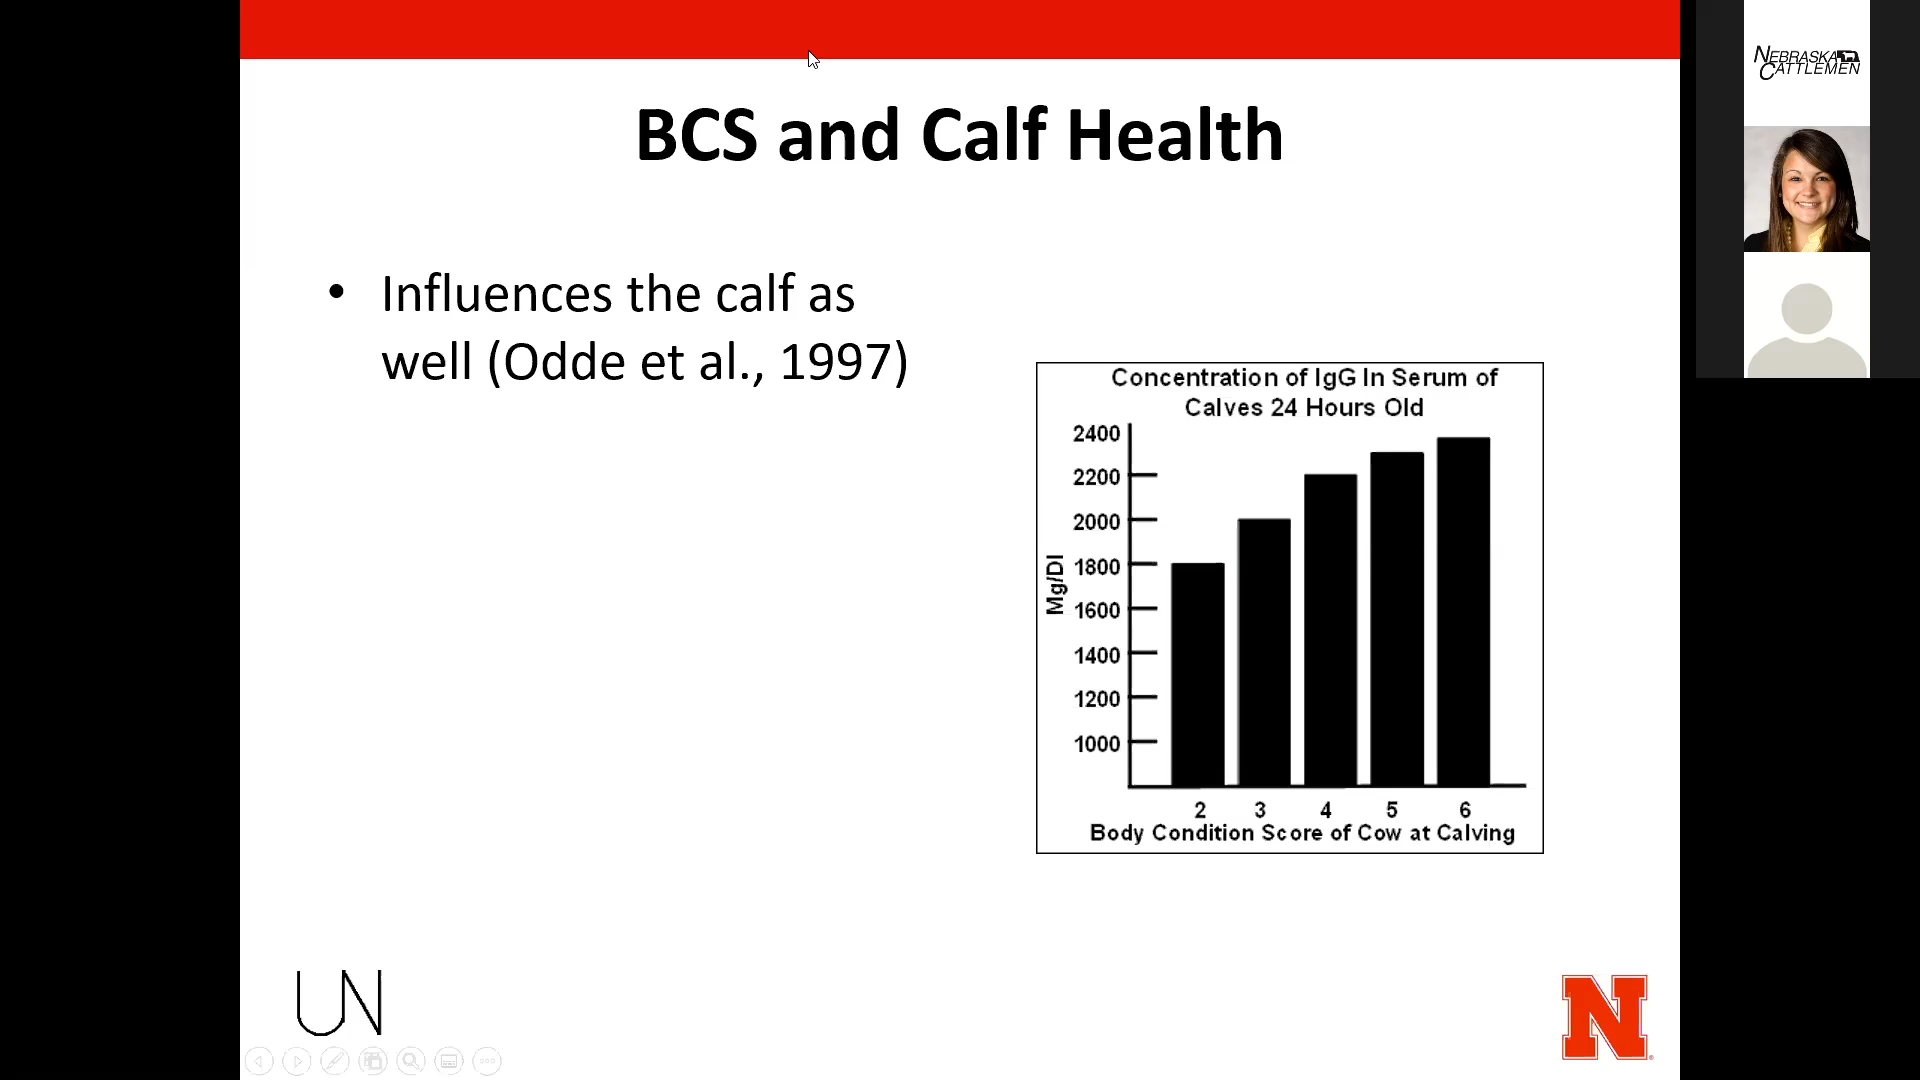 BCS and Calf Health
• Influences the calf as
well (Odde et al., 1997)
Concentration of IgG In Serum of
Calves 24 Hours Old
Mg/Dl
2400
2200
2000
1800
1600
1400
1200
1000
2 3 4 5 6
Body Condition Score of Cow at Calving
UN
N
NEBRASKA
CATTLEMEN